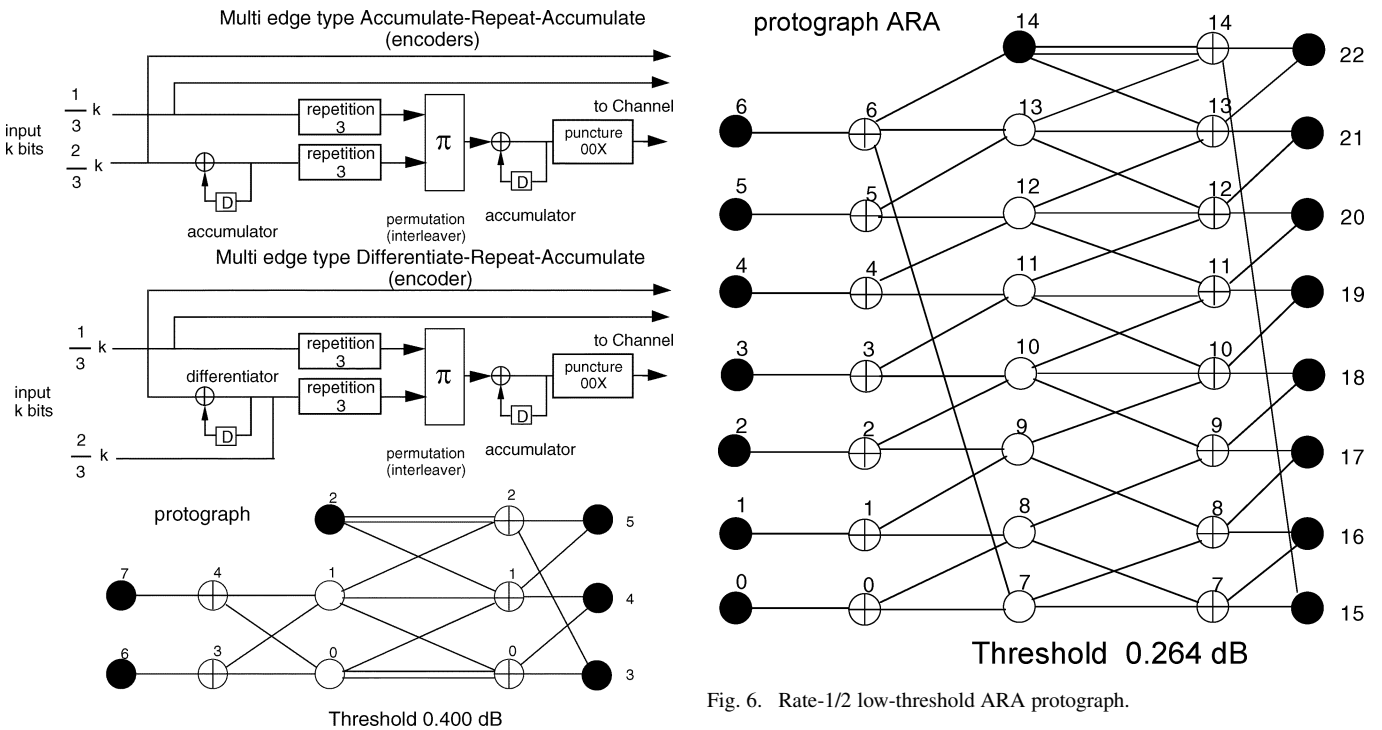 Multi edge type Accumulate-Repeat-Accumulate
(encoders)
input
k bits
1
3
k
2
3
k
repetition
3
repetition
3
π
to Channel
puncture
00X
D
D
accumulator
permutation
(interleaver)
accumulator
Multi edge type Differentiate-Repeat-Accumulate
(encoder)
1
3
k
input
k bits
differentiator
2
3
k
repetition
3
repetition
3
π
to Channel
puncture
00X
D
D
permutation
(interleaver)
accumulator
protograph
2
2
5
7
4
1
1
4
6
3
0
0
3
Threshold 0.400 dB
protograph ARA
14
14
22
6
6
13
13
21
5
5
12
12
20
4
4
11
11
19
3
3
10
10
18
2
2
9
9
17
1
1
8
8
16
0
0
7
7
15
Threshold 0.264 dB
Fig. 6. Rate-1/2 low-threshold ARA protograph.